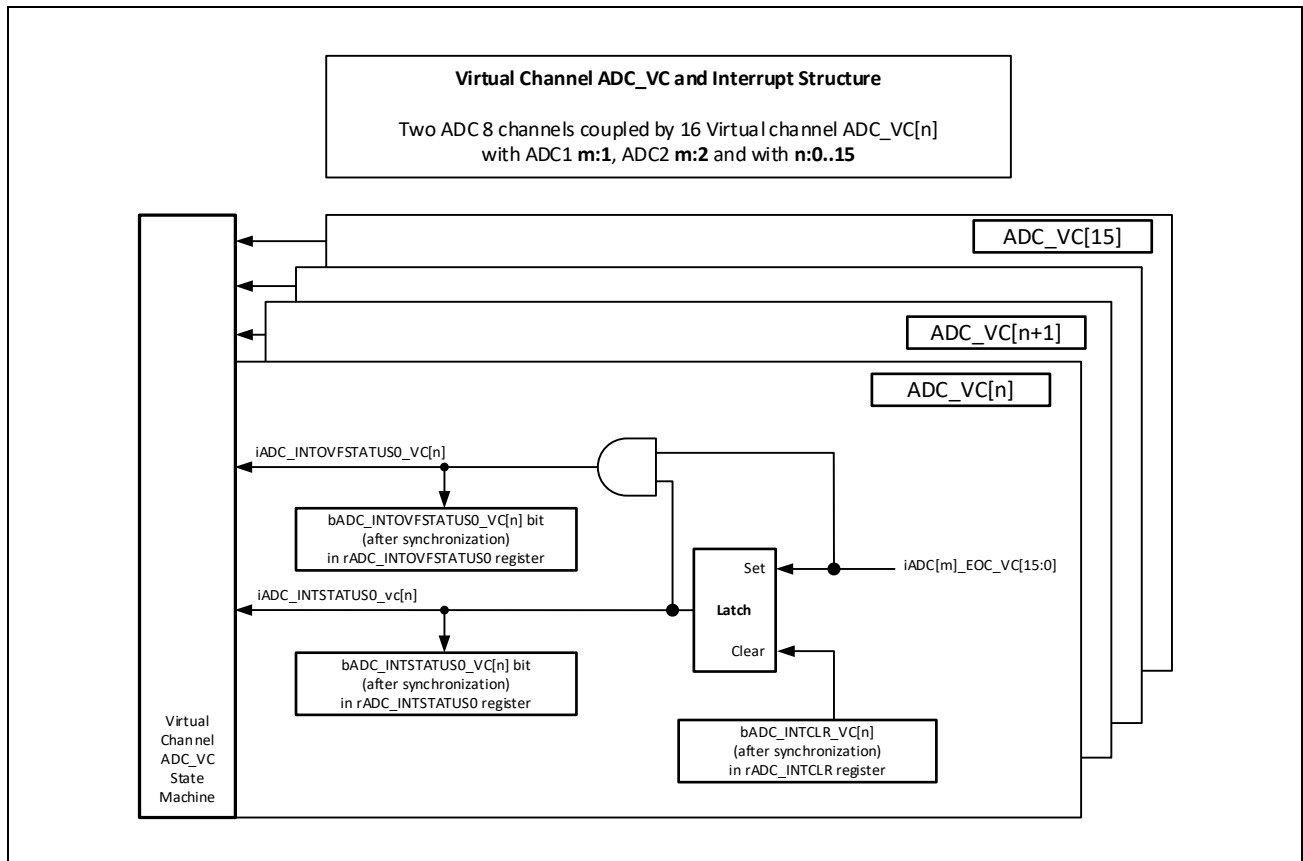 Virtual Channel ADC_VC and Interrupt Structure
Two ADC 8 channels coupled by 16 Virtual channel ADC_VC[n]
with ADC1 m:1, ADC2 m:2 and with n:0..15
ADC_VC[15]
ADC_VC[n+1]
ADC_VC[n]
iADC_INTOVFSTATUS0_VC[n]
bADC_INTOVFSTATUS0_VC[n] bit
(after synchronization)
in rADC_INTOVFSTATUS0 register
Set
iADC[m]_EOC_VC[15:0]
iADC_INTSTATUS0_vc[n]
Latch
Clear
bADC_INTSTATUS0_VC[n] bit
(after synchronization)
in rADC_INTSTATUS0 register
bADC_INTCLR_VC[n]
(after synchronization)
in rADC_INTCLR register
Virtual
Channel
ADC_VC
State
Machine